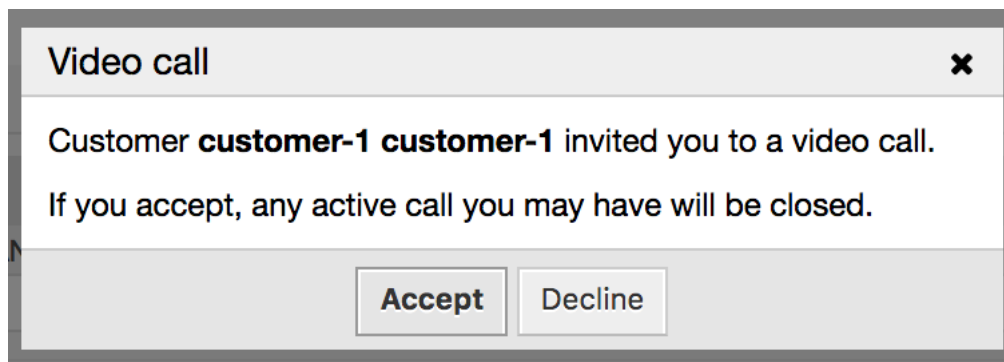 Video call
Customer customer-1 customer-1 invited you to a video call.
If you accept, any active call you may have will be closed.
Accept Decline